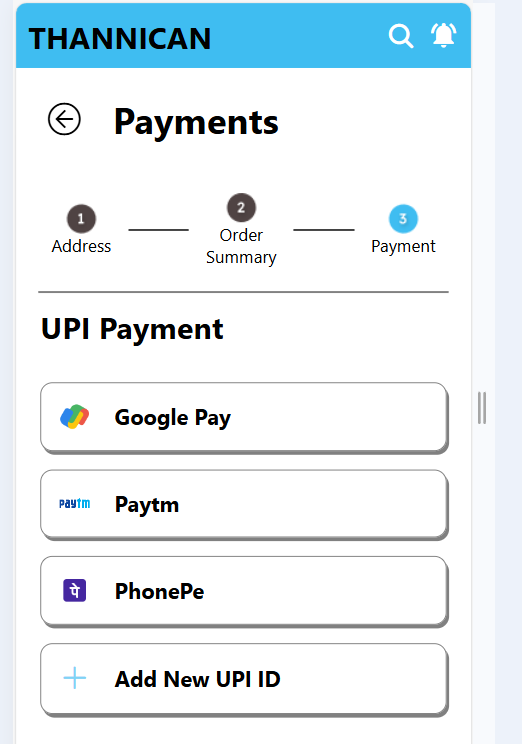 THANNICAN
Payments
1
2
3
Address
Order
Summary
Payment
UPI Payment
Google Pay
paytm
Paytm
पे
PhonePe
Add New UPI ID